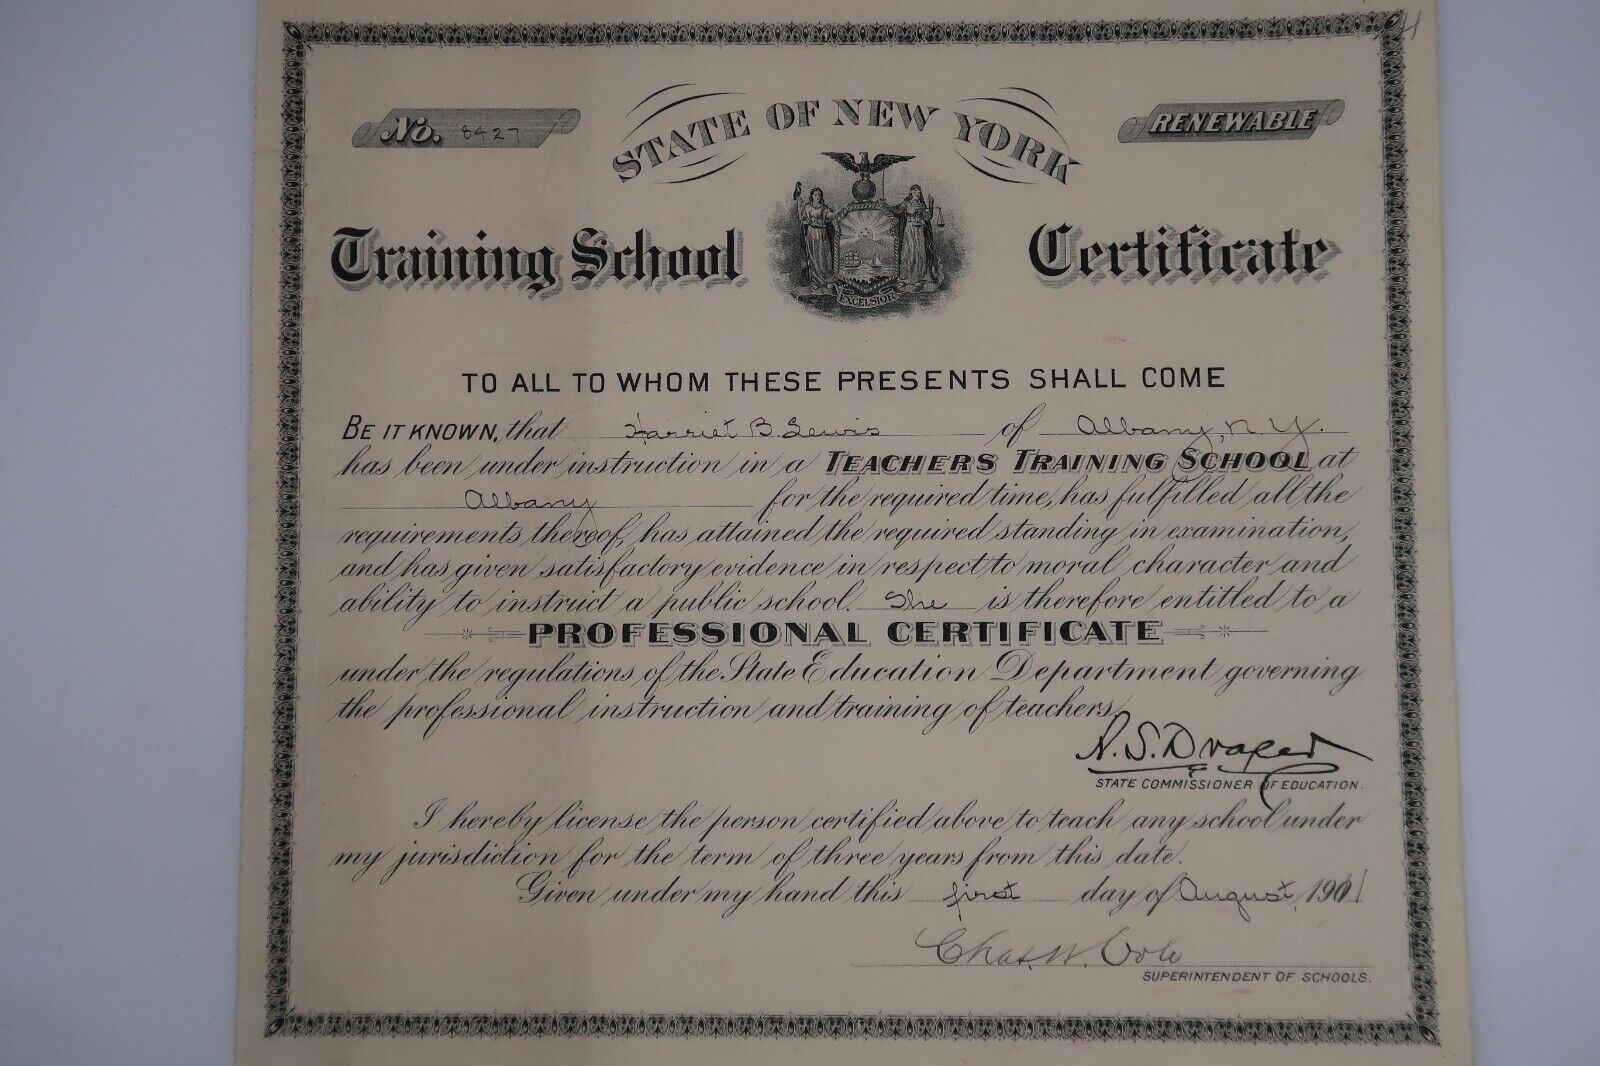 STATE OF NEW YORK
No. 8427
RENEWABLE
Training School Certificate
EXCELSIOR
TO ALL TO WHOM THESE PRESENTS SHALL COME
BE IT KNOWN, that Harriet B. Lewis of Albany, N. Y.
has been under instruction in a TEACHERS TRAINING SCHOOL at
Albany for the required time, has fulfilled all the
requirements thereof, has attained the required standing in examination,
and has given satisfactory evidence in respect to moral character and
ability to instruct a public school. She is therefore entitled to a
PROFESSIONAL CERTIFICATE
under the regulations of the State Education Department governing
the professional instruction and training of teachers.
A. S. Draper
STATE COMMISSIONER OF EDUCATION.
I hereby license the person certified above to teach any school under
my jurisdiction for the term of three years from this date.
Given under my hand this first day of August, 1911
Chas. W. Cole
SUPERINTENDENT OF SCHOOLS.